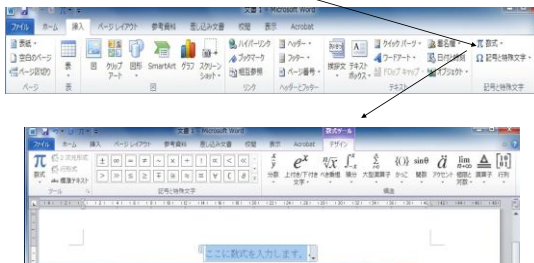 文書 1 - Microsoft Word
ファイル ホーム 挿入 ページ レイアウト 参考資料 差し込み文書 校閲 表示 Acrobat
表紙 空白のページ ページ区切り
ページ
表
表
図 クリップ アート 図形 SmartArt グラフ スクリーン ショット
図
ハイパーリンク ブックマーク 相互参照
リンク
ヘッダー フッター ページ番号
ヘッダーとフッター
挨拶文 テキスト ボックス クイック パーツ ワードアート ドロップ キャップ 署名欄 日付と時刻 オブジェクト
テキスト
π 数式 Ω 記号と特殊文字
記号と特殊文字
文書 1 - Microsoft Word 数式ツール
ファイル ホーム 挿入 ページ レイアウト 参考資料 差し込み文書 校閲 表示 Acrobat デザイン
π 数式 2 次元形式 行形式 abc 標準テキスト
ツール
± ∞ = ≠ ~ × ÷ ! ∝ < ≪
> ≫ ≤ ≥ ∓ ≅ ≈ ≡ ∀ ∁ ∂
記号と特殊文字
分数 上付き/下付き文字 べき乗根 積分 大型演算子 かっこ 関数 アクセント 極限と対数 演算子 行列
構造
ここに数式を入力します。